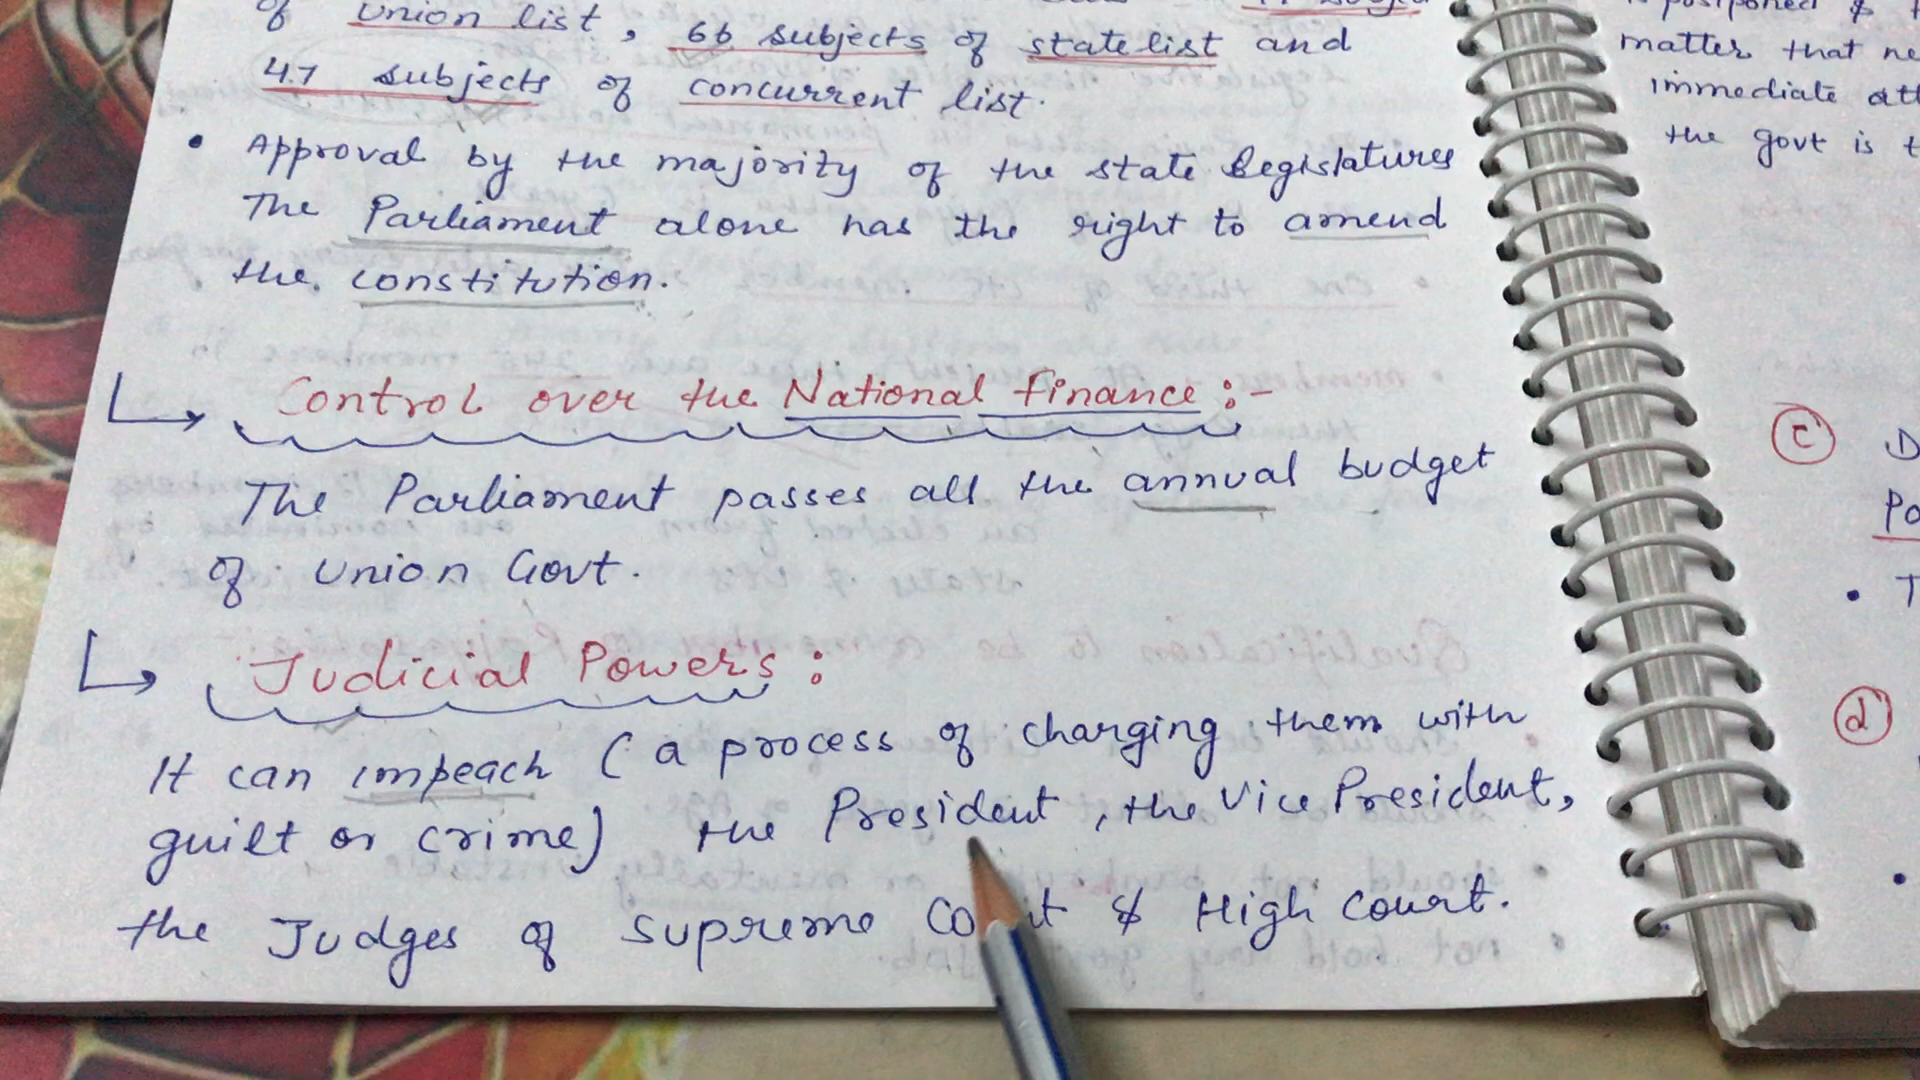 of Union list, 66 subjects of state list and
47 subjects of concurrent list.
• Approval by the majority of the state legislatures
The Parliament alone has the right to amend
the constitution.
Control over the National Finance :-
The Parliament passes all the annual budget
of Union Govt.
Judicial Powers :
It can impeach (a process of charging them with
guilt or crime) the President, the Vice President,
the Judges of Supreme Court & High Court.
matter that
immediate
the govt is
c
d